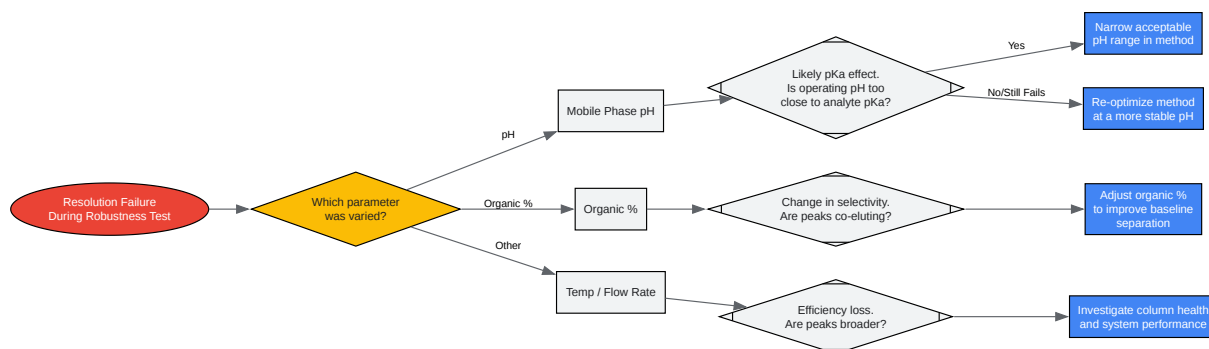 Resolution Failure
During Robustness Test
Which parameter
was varied?
pH
Organic %
Other
Mobile Phase pH
Organic %
Temp / Flow Rate
Likely pKa effect.
Is operating pH too
close to analyte pKa?
Yes
No/Still Fails
Narrow acceptable
pH range in method
Re-optimize method
at a more stable pH
Change in selectivity.
Are peaks co-eluting?
Adjust organic %
to improve baseline
separation
Efficiency loss.
Are peaks broader?
Investigate column health
and system performance